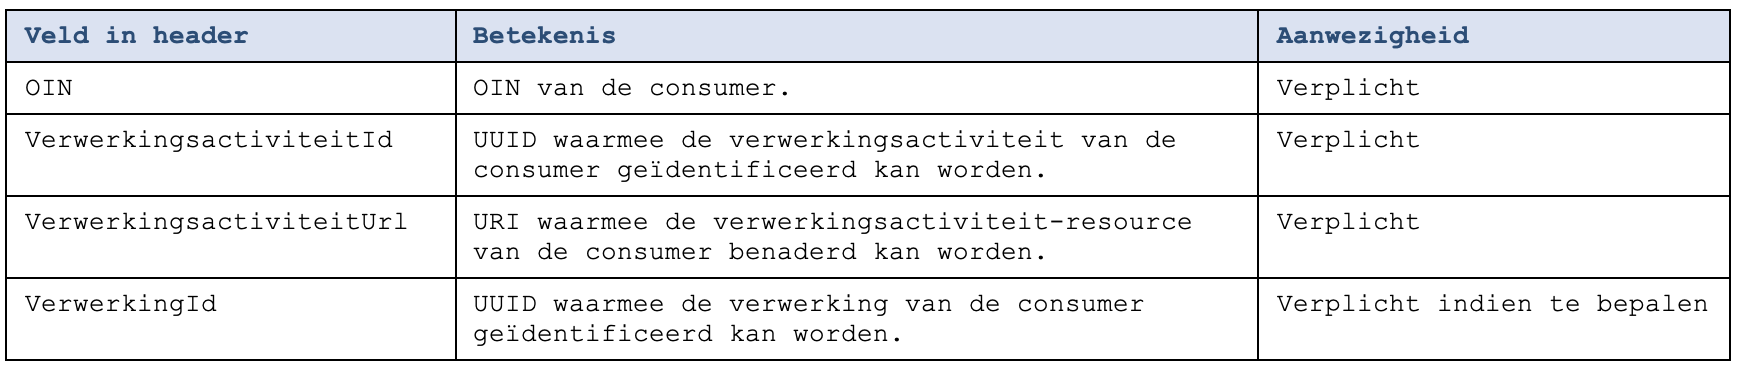 Veld in header Betekenis Aanwezigheid
OIN OIN van de consumer. Verplicht
VerwerkingsactiviteitId UUID waarmee de verwerkingsactiviteit van de Verplicht
consumer geïdentificeerd kan worden.
VerwerkingsactiviteitUrl URI waarmee de verwerkingsactiviteit-resource Verplicht
van de consumer benaderd kan worden.
VerwerkingId UUID waarmee de verwerking van de consumer Verplicht indien te bepalen
geïdentificeerd kan worden.